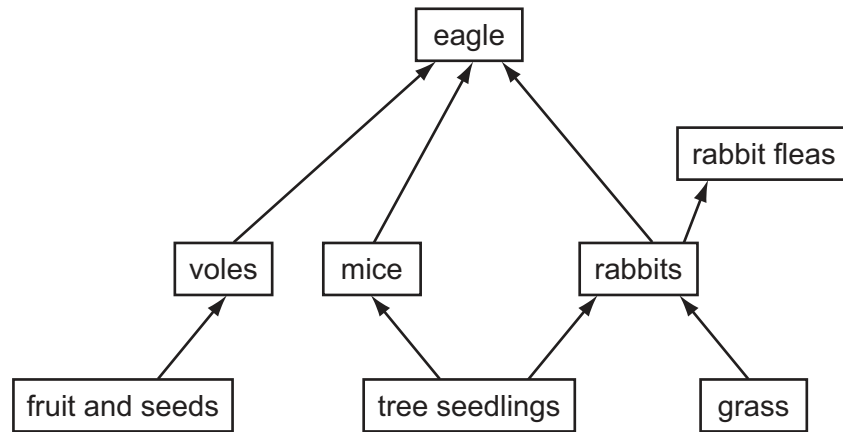 eagle
rabbit fleas
voles
mice
rabbits
fruit and seeds
tree seedlings
grass